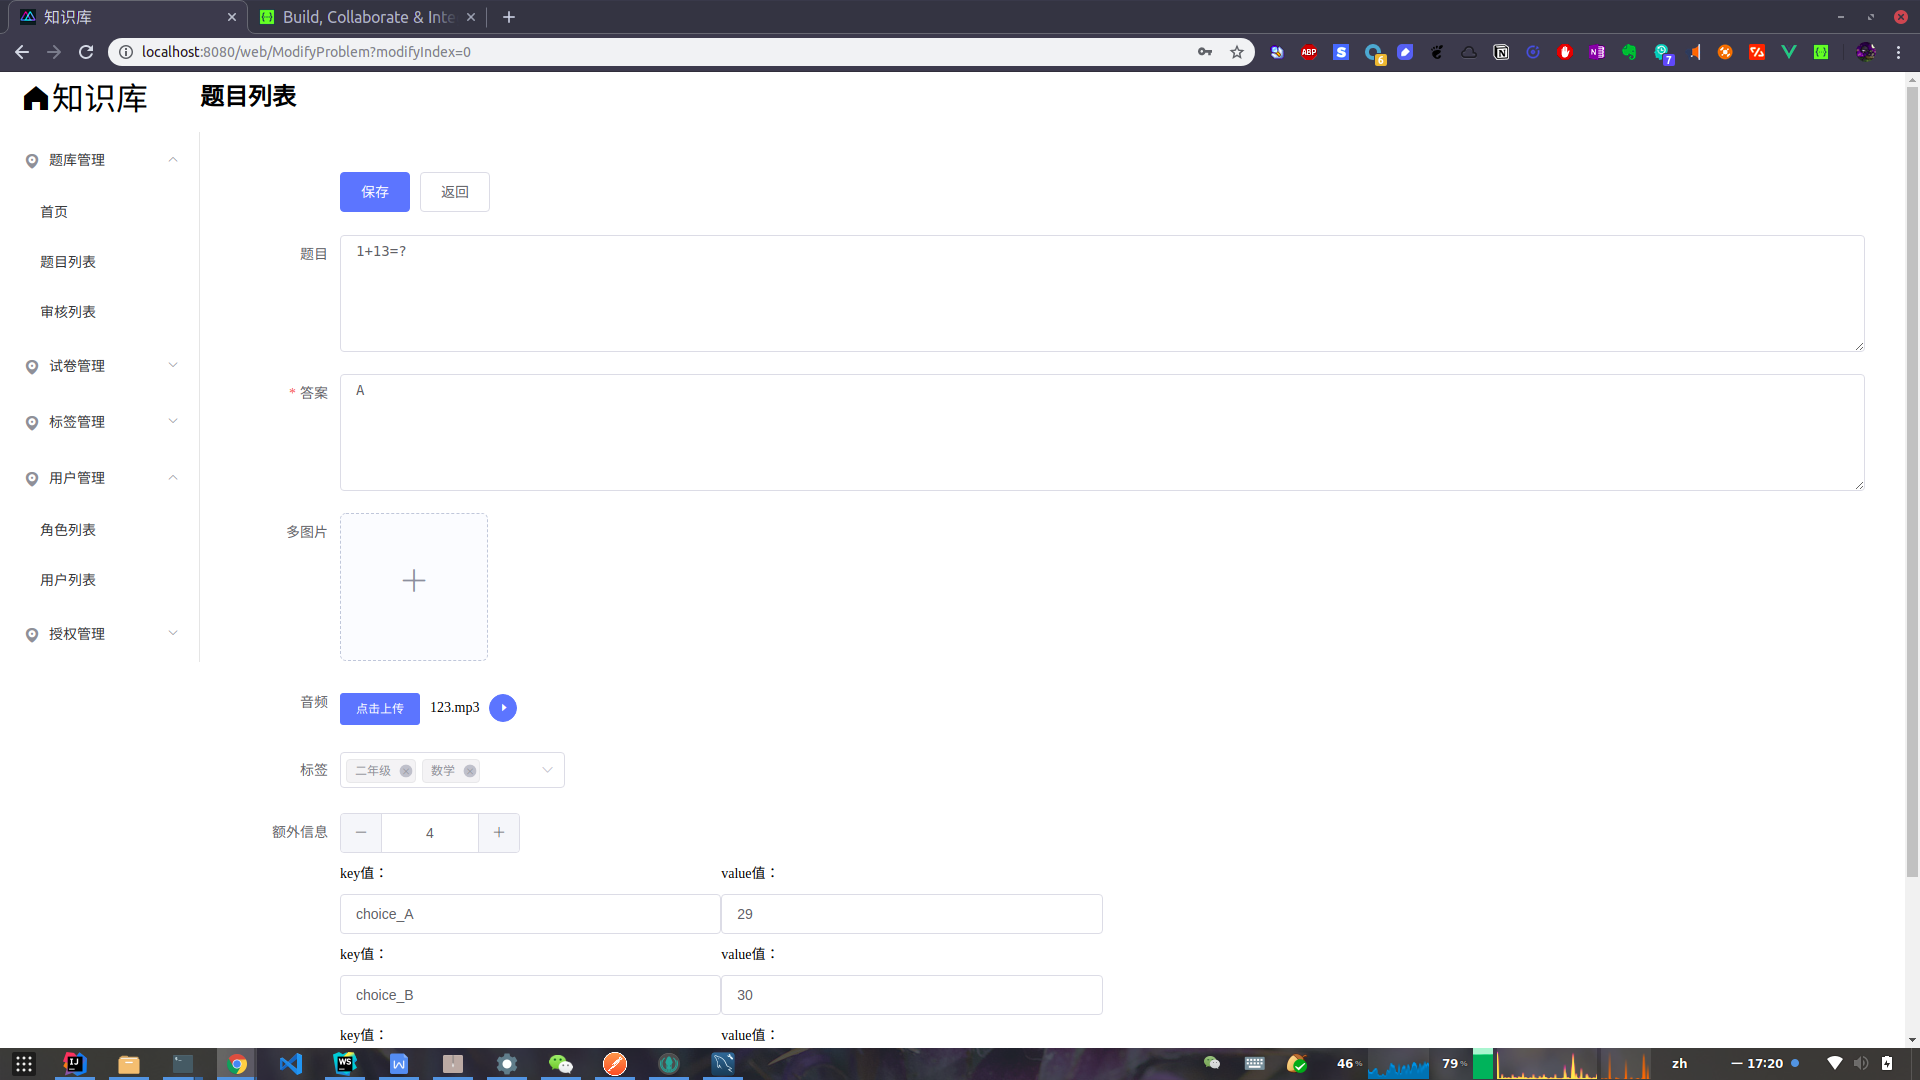 知识库
Build, Collaborate & Inte
localhost:8080/web/ModifyProblem?modifyIndex=0
ABP
6
7
知识库
题目列表
题库管理
首页
题目列表
审核列表
试卷管理
标签管理
用户管理
角色列表
用户列表
授权管理
保存
返回
题目
1+13=?
* 答案
A
多图片
音频
点击上传
123.mp3
标签
二年级
数学
额外信息
4
key值：
value值：
choice_A
29
key值：
value值：
choice_B
30
key值：
value值：
46%
79%
zh
一 17:20